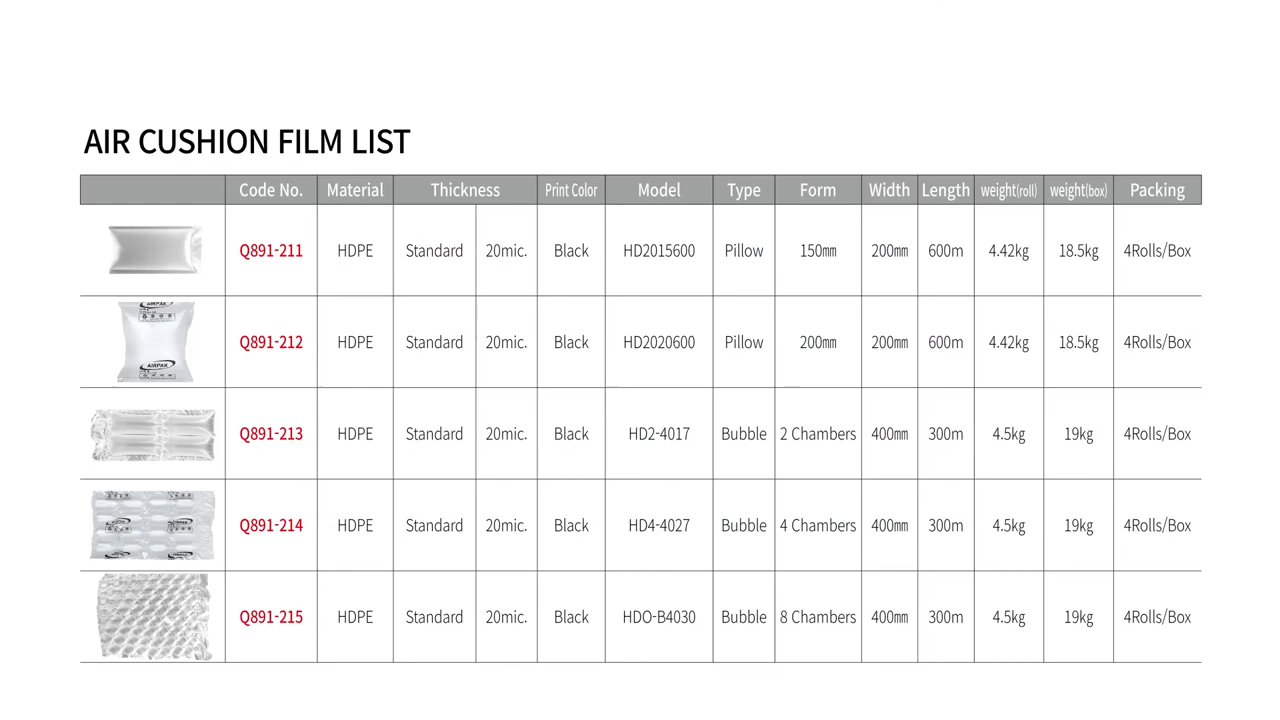 AIR CUSHION FILM LIST
Code No. Material Thickness Print Color Model Type Form Width Length weight(roll) weight(box) Packing
Q891-211 HDPE Standard 20mic. Black HD2015600 Pillow 150㎜ 200㎜ 600m 4.42kg 18.5kg 4Rolls/Box
AIRPAK
Q891-212 HDPE Standard 20mic. Black HD2020600 Pillow 200㎜ 200㎜ 600m 4.42kg 18.5kg 4Rolls/Box
AIRPAK
Q891-213 HDPE Standard 20mic. Black HD2-4017 Bubble 2 Chambers 400㎜ 300m 4.5kg 19kg 4Rolls/Box
Q891-214 HDPE Standard 20mic. Black HD4-4027 Bubble 4 Chambers 400㎜ 300m 4.5kg 19kg 4Rolls/Box
Q891-215 HDPE Standard 20mic. Black HDO-B4030 Bubble 8 Chambers 400㎜ 300m 4.5kg 19kg 4Rolls/Box